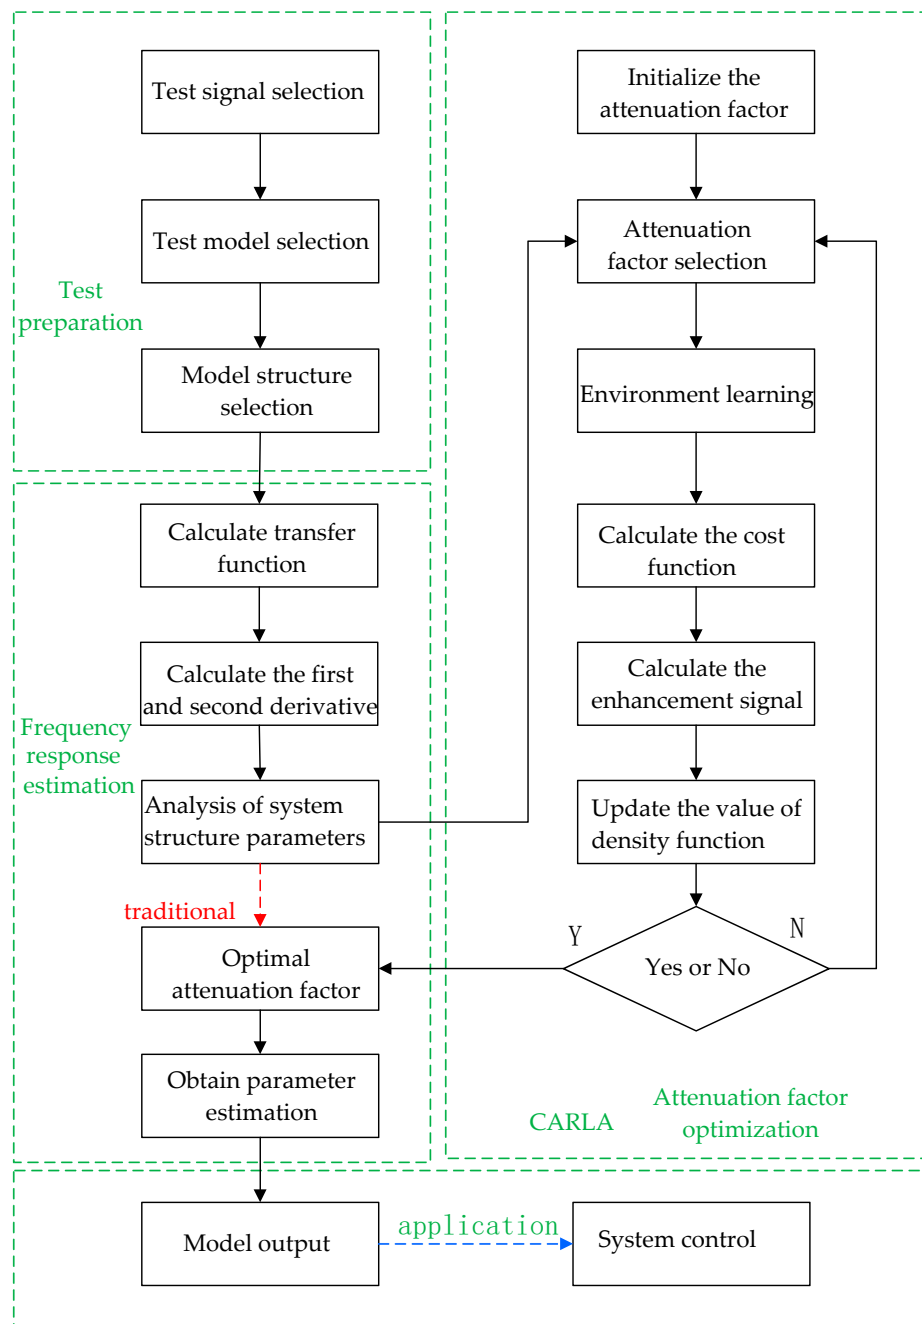 Test signal selection
Test model selection
Test
preparation
Model structure
selection
Calculate transfer
function
Calculate the first
and second derivative
Frequency
response
estimation
Analysis of system
structure parameters
traditional
Optimal
attenuation factor
Obtain parameter
estimation
Initialize the
attenuation factor
Attenuation
factor selection
Environment learning
Calculate the cost
function
Calculate the
enhancement signal
Update the value of
density function
Y
N
Yes or No
CARLA
Attenuation factor
optimization
Model output
application
System control